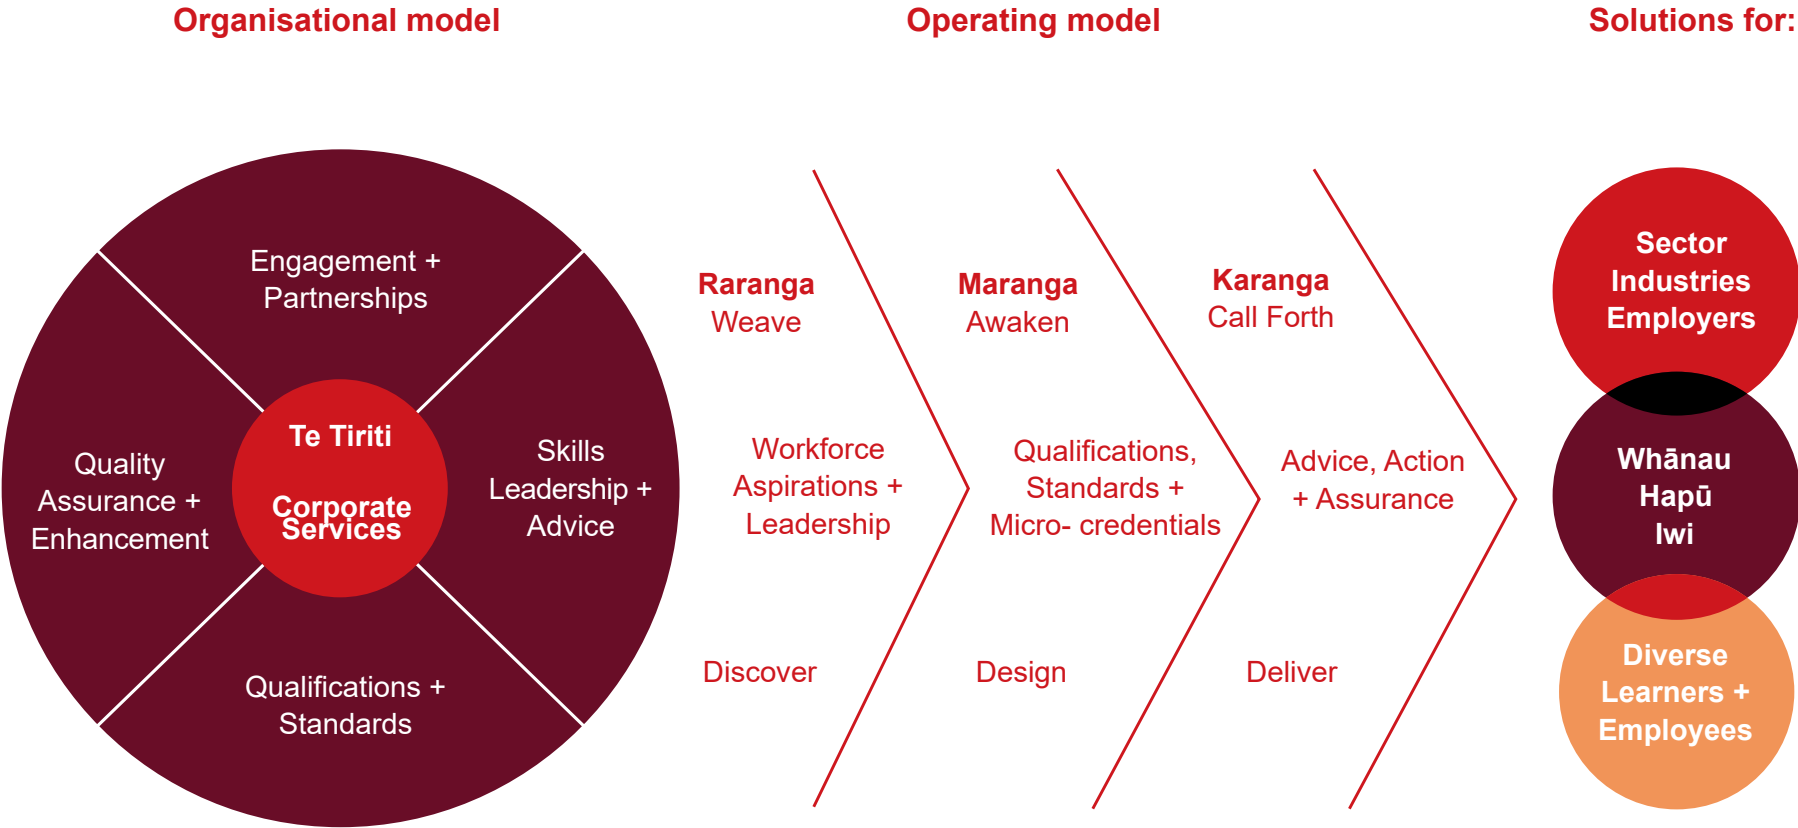 Organisational model
Operating model
Solutions for:
Engagement +
Partnerships
Quality
Assurance +
Enhancement
Te Tiriti
Corporate
Services
Skills
Leadership +
Advice
Qualifications +
Standards
Raranga
Weave
Workforce
Aspirations +
Leadership
Discover
Maranga
Awaken
Qualifications,
Standards +
Micro- credentials
Design
Karanga
Call Forth
Advice, Action
+ Assurance
Deliver
Sector
Industries
Employers
Whānau
Hapū
Iwi
Diverse
Learners +
Employees